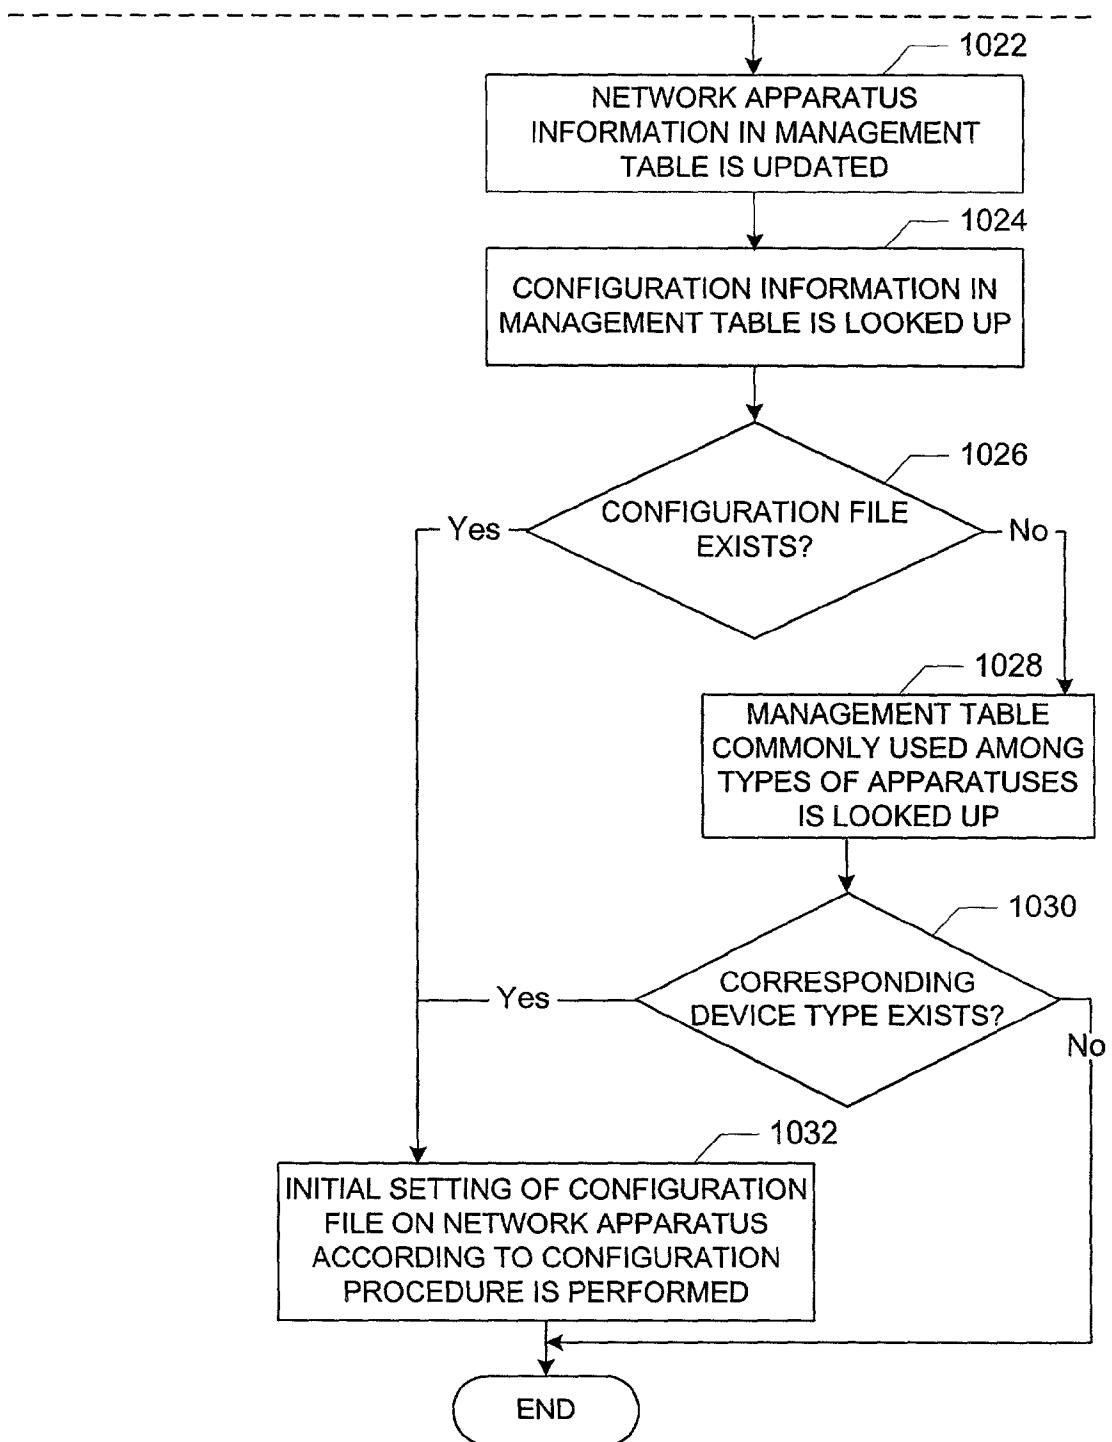 1022
NETWORK APPARATUS
INFORMATION IN MANAGEMENT
TABLE IS UPDATED
1024
CONFIGURATION INFORMATION IN
MANAGEMENT TABLE IS LOOKED UP
1026
CONFIGURATION FILE
EXISTS?
Yes
No
1028
MANAGEMENT TABLE
COMMONLY USED AMONG
TYPES OF APPARATUSES
IS LOOKED UP
1030
CORRESPONDING
DEVICE TYPE EXISTS?
Yes
No
1032
INITIAL SETTING OF CONFIGURATION
FILE ON NETWORK APPARATUS
ACCORDING TO CONFIGURATION
PROCEDURE IS PERFORMED
END